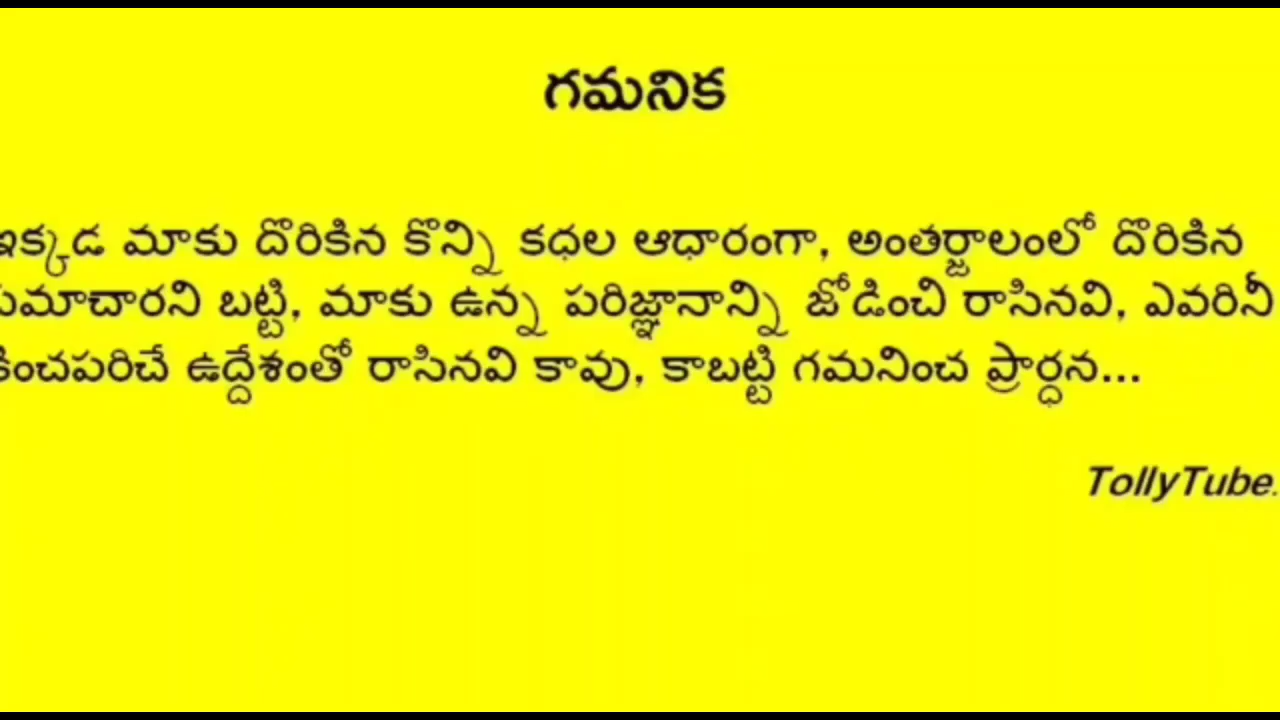 గమనిక
ఇక్కడ మాకు దొరికిన కొన్ని కధల ఆధారంగా, అంతర్జాలంలో దొరికిన
సమాచారని బట్టి, మాకు ఉన్న పరిజ్ఞానాన్ని జోడించి రాసినవి, ఎవరినీ
కించపరిచే ఉద్దేశంతో రాసినవి కావు, కాబట్టి గమనించ ప్రార్ధన...
TollyTube.